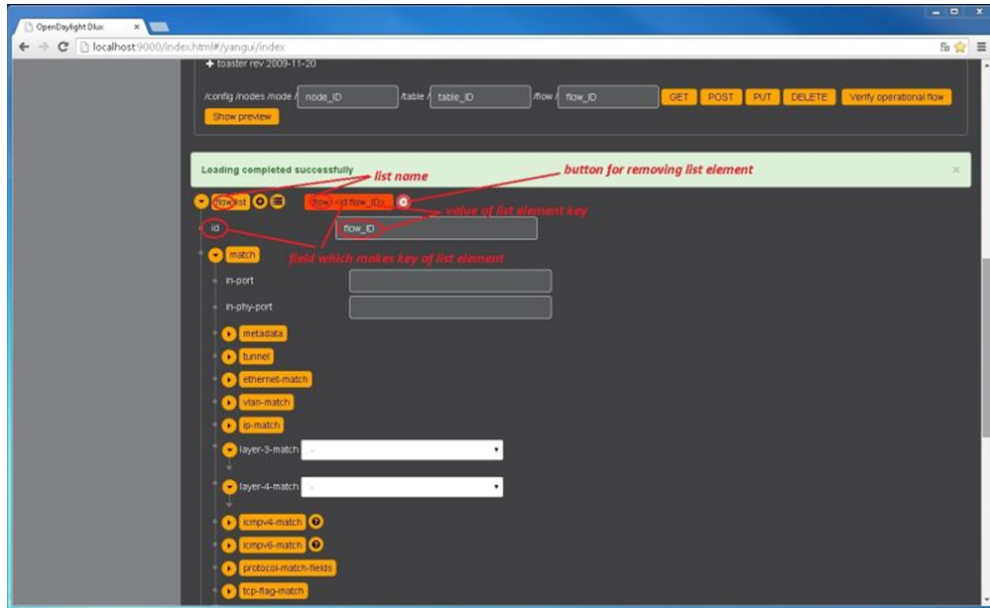 OpenDaylight Dlux
localhost:9000/index.html#/yangui/index
+ toaster rev.2009-11-20
/config /nodes /node / node_ID /table / table_ID /flow / flow_ID GET POST PUT DELETE Verify operational flow
Show preview
Loading completed successfully
list name
button for removing list element
flow list flow <id:flow_ID>
value of list element key
id flow_ID
field which makes key of list element
match
in-port
in-phy-port
metadata
tunnel
ethernet-match
vlan-match
ip-match
layer-3-match -
layer-4-match -
icmpv4-match
icmpv6-match
protocol-match-fields
tcp-flag-match